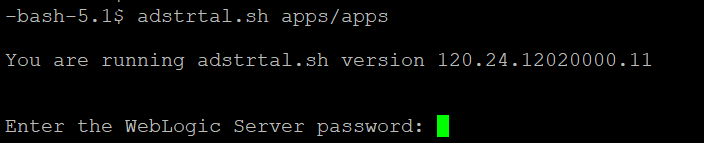 -bash-5.1$ adstrtal.sh apps/apps
You are running adstrtal.sh version 120.24.12020000.11
Enter the WebLogic Server password: